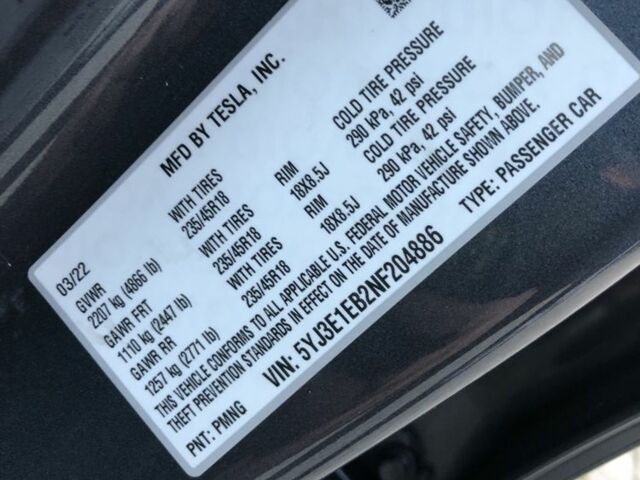 MFD BY TESLA, INC.
03/22
GVWR
2207 kg (4866 lb)
GAWR FRT
1110 kg (2447 lb)
GAWR RR
1257 kg (2771 lb)
WITH TIRES
235/45R18
WITH TIRES
235/45R18
WITH TIRES
235/45R18
RIM
18X8.5J
RIM
18X8.5J
COLD TIRE PRESSURE
290 kPa, 42 psi
COLD TIRE PRESSURE
290 kPa, 42 psi
THIS VEHICLE CONFORMS TO ALL APPLICABLE U.S. FEDERAL MOTOR VEHICLE SAFETY, BUMPER, AND
THEFT PREVENTION STANDARDS IN EFFECT ON THE DATE OF MANUFACTURE SHOWN ABOVE.
VIN: 5YJ3E1EB2NF204886
TYPE: PASSENGER CAR
PNT: PMNG